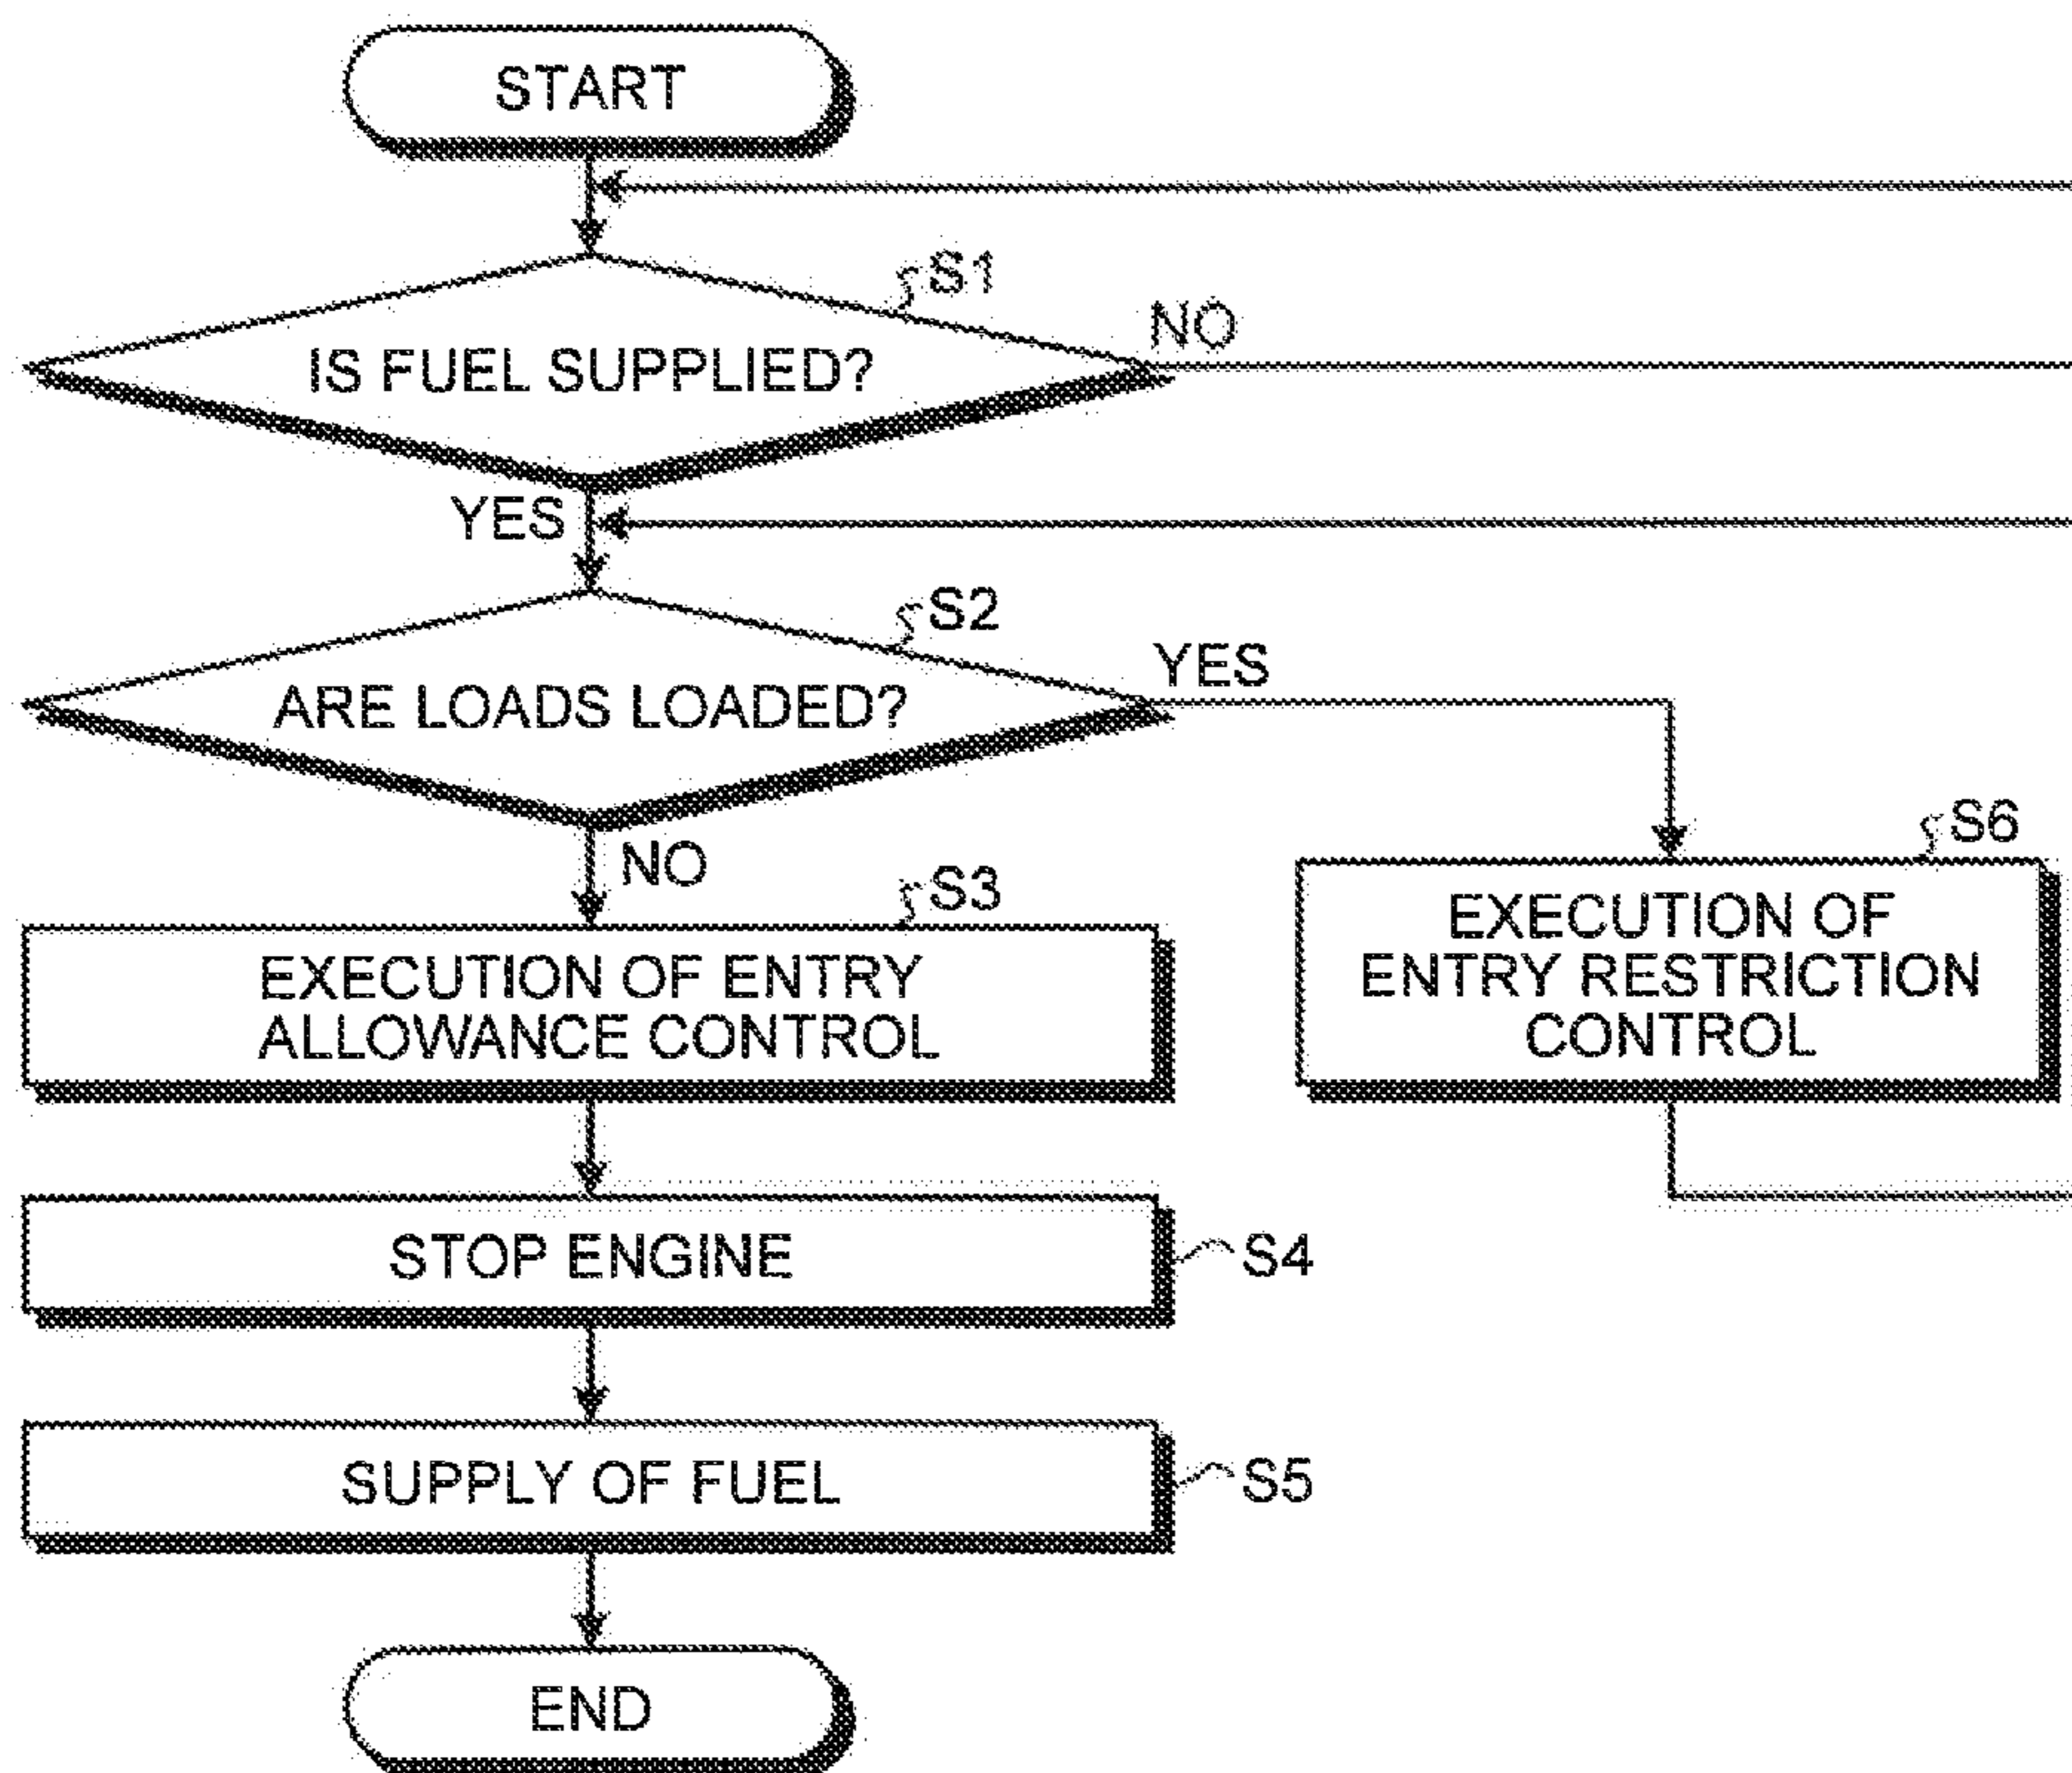 START
S1
IS FUEL SUPPLIED?
NO
YES
S2
ARE LOADS LOADED?
YES
NO
S3
EXECUTION OF ENTRY
ALLOWANCE CONTROL
S6
EXECUTION OF
ENTRY RESTRICTION
CONTROL
STOP ENGINE
S4
SUPPLY OF FUEL
S5
END